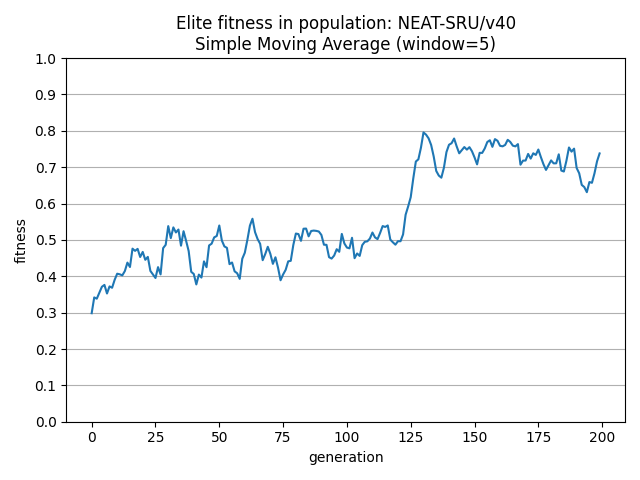 Elite fitness in population: NEAT-SRU/v40
Simple Moving Average (window=5)
1.0
0.9
0.8
0.7
0.6
0.5
0.4
0.3
0.2
0.1
0.0
fitness
0 25 50 75 100 125 150 175 200
generation